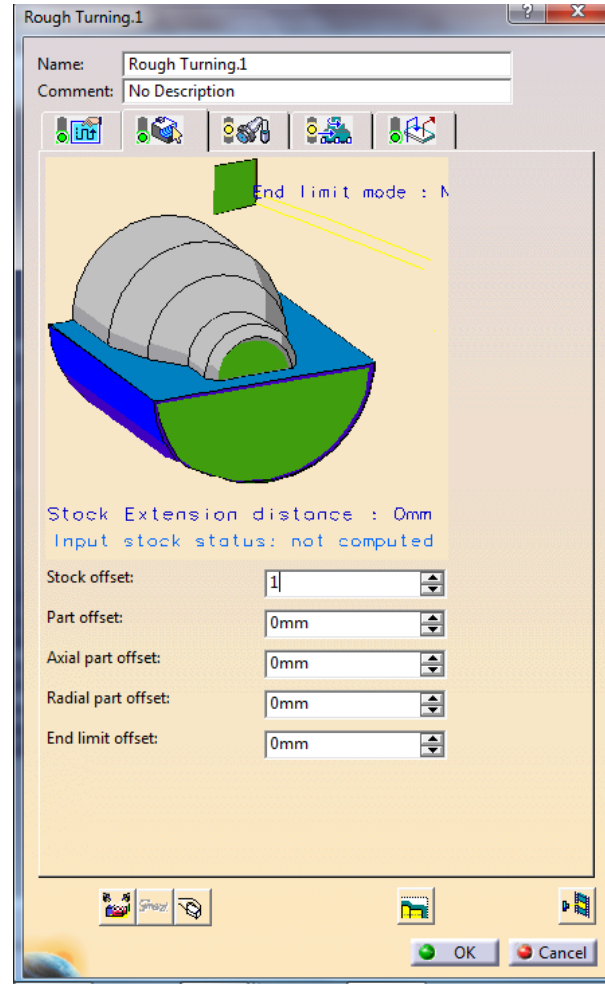 Rough Turning.1
Name: Rough Turning.1
Comment: No Description
End limit mode : N
Stock Extension distance : 0mm
Input stock status: not computed
Stock offset: 1
Part offset: 0mm
Axial part offset: 0mm
Radial part offset: 0mm
End limit offset: 0mm
OK Cancel